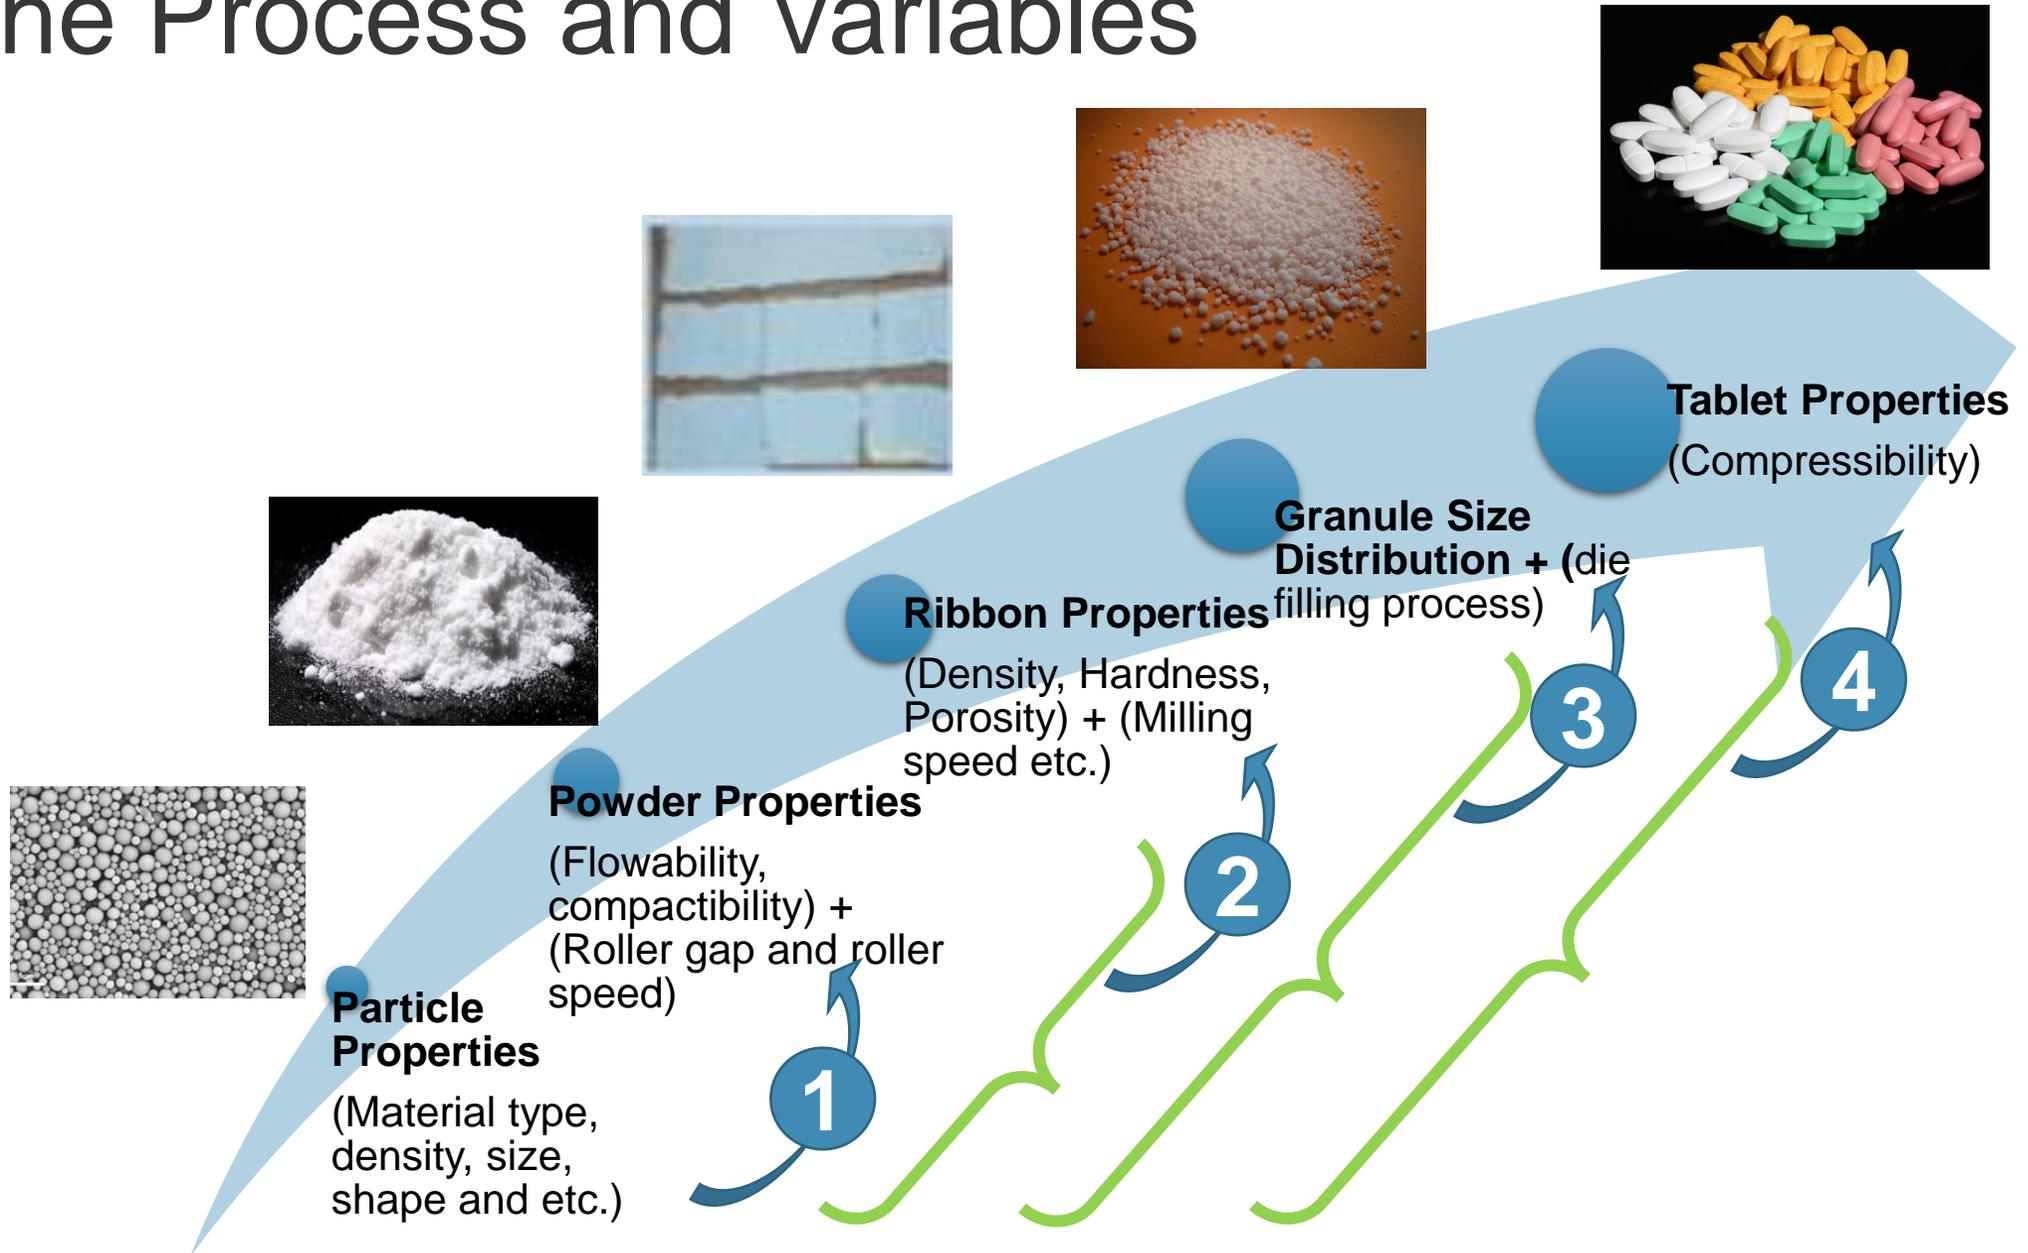 he Process and Variables
Tablet Properties
(Compressibility)
Granule Size
Distribution + (die
filling process)
Ribbon Properties
(Density, Hardness,
Porosity) + (Milling
speed etc.)
Powder Properties
(Flowability,
compactibility) +
(Roller gap and roller
speed)
Particle
Properties
(Material type,
density, size,
shape and etc.)
1
2
3
4